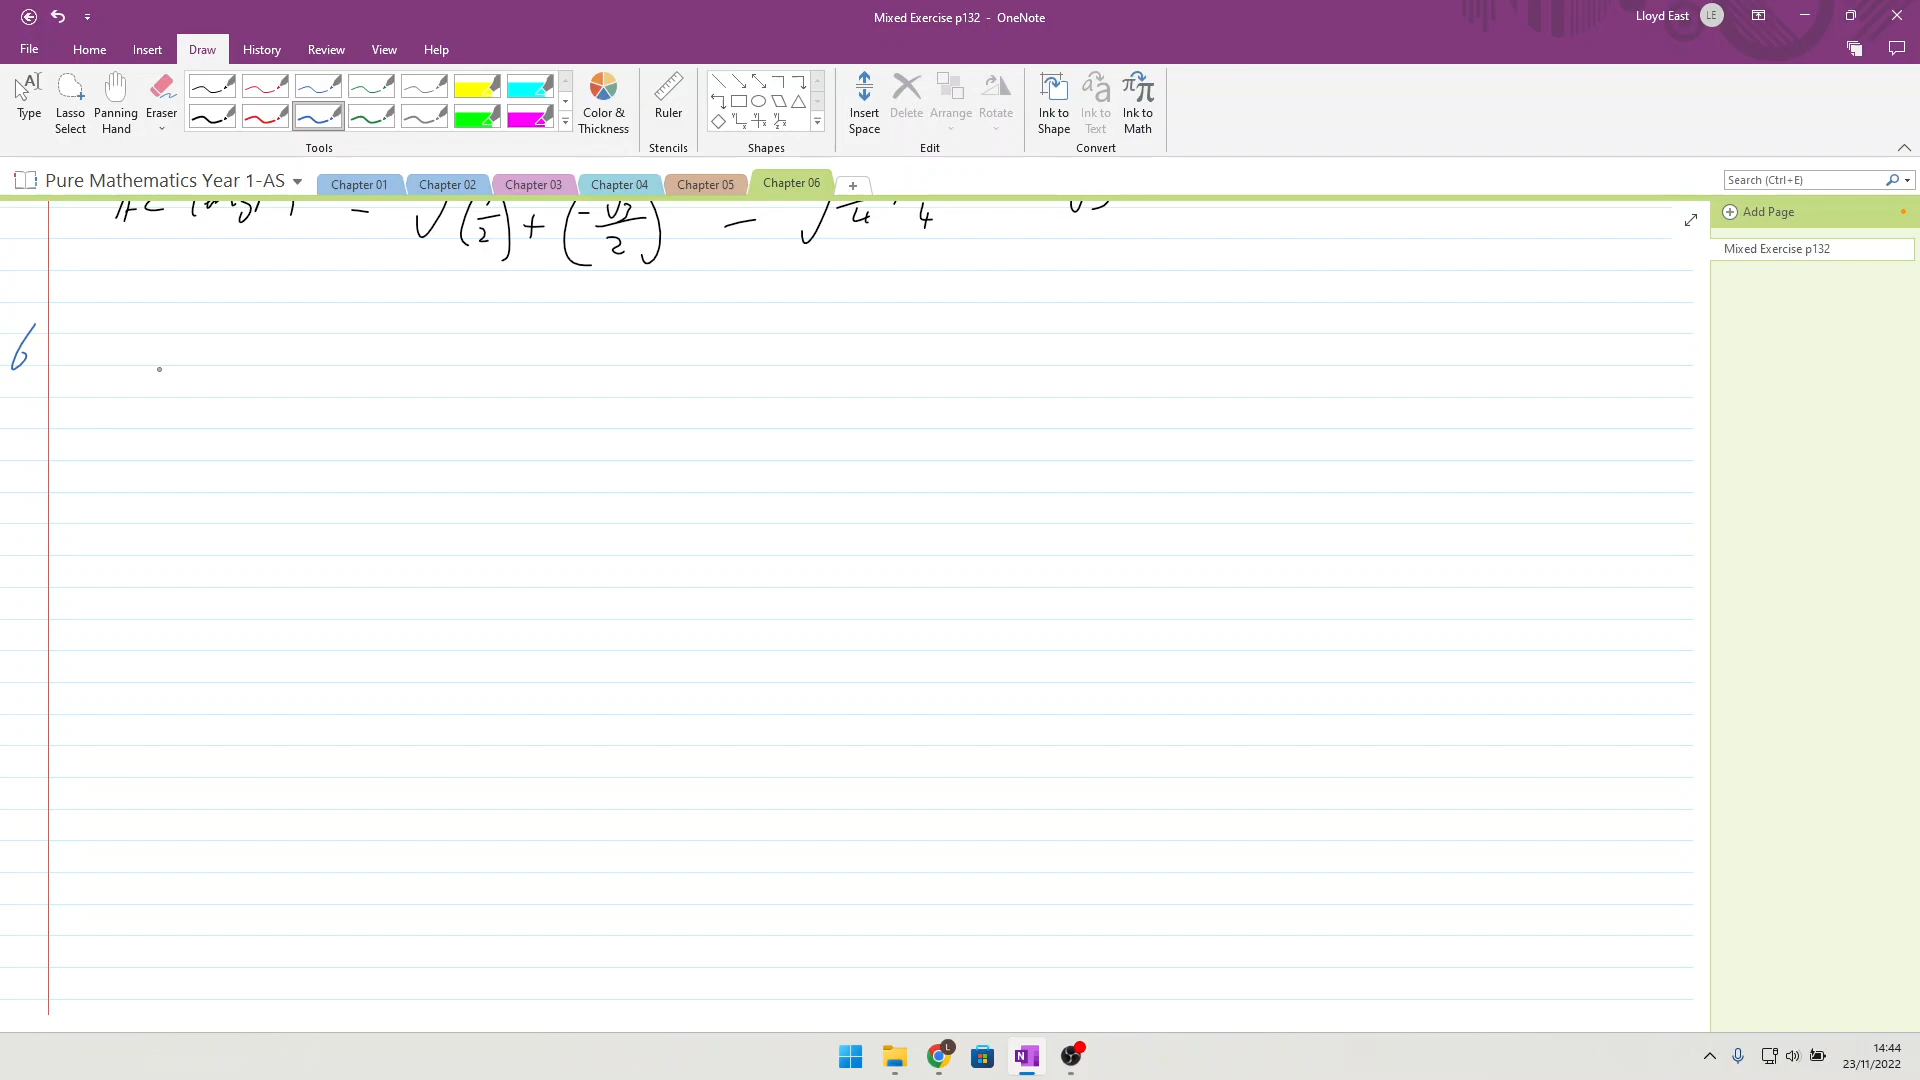 Mixed Exercise p132 - OneNote
Lloyd East
LE
File
Home
Insert
Draw
History
Review
View
Help
Type
Lasso Select
Panning Hand
Eraser
Color & Thickness
Ruler
Insert Space
Delete
Arrange
Rotate
Ink to Shape
Ink to Text
Ink to Math
Tools
Stencils
Shapes
Edit
Convert
Pure Mathematics Year 1-AS
Chapter 01
Chapter 02
Chapter 03
Chapter 04
Chapter 05
Chapter 06
Search (Ctrl+E)
Add Page
Mixed Exercise p132
6
14:44
23/11/2022